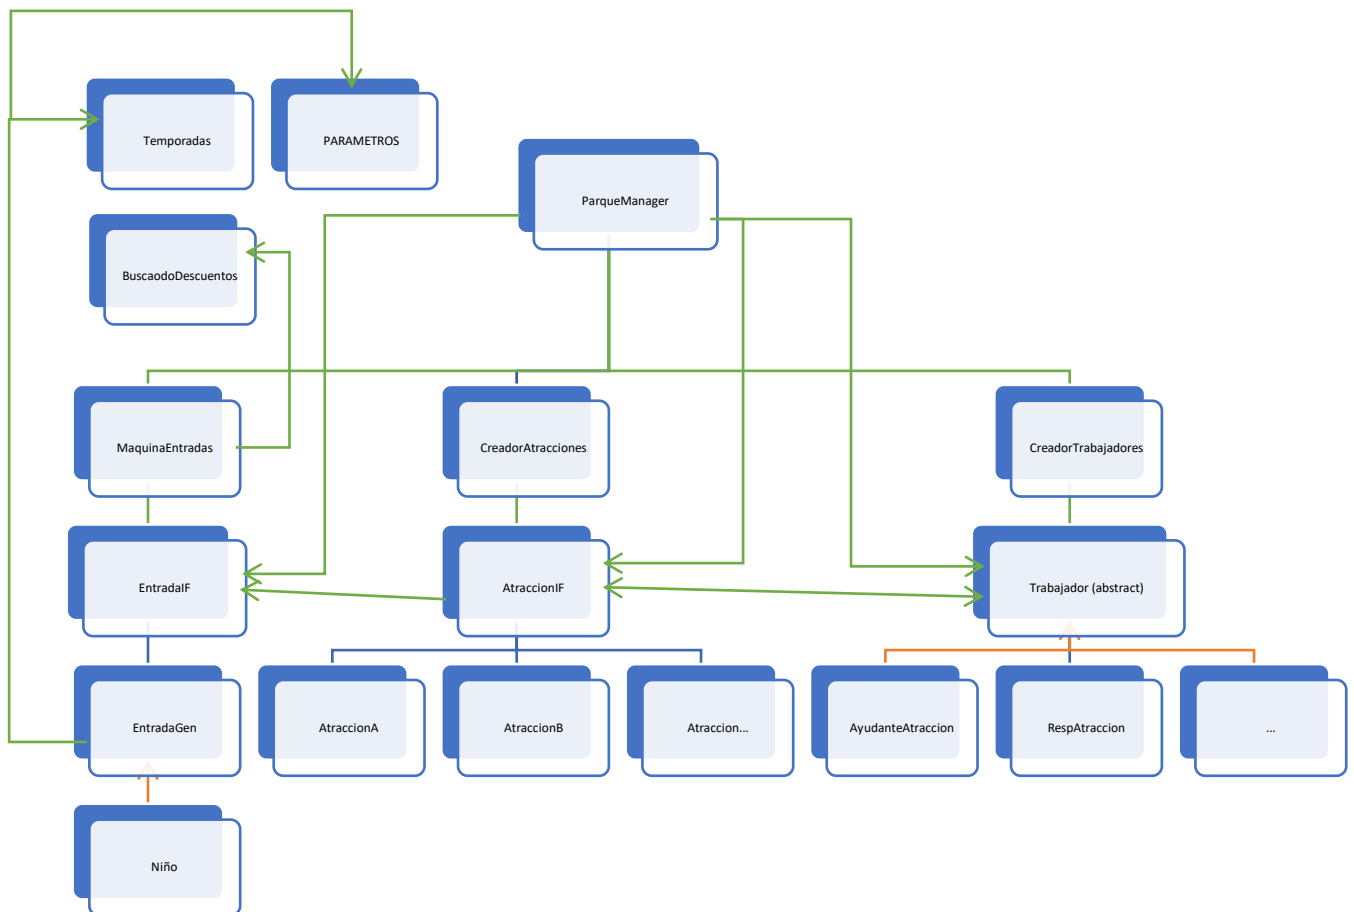 Temporadas
PARAMETROS
ParqueManager
BuscaodoDescuentos
MaquinaEntradas
CreadorAtracciones
CreadorTrabajadores
EntradaIF
AtraccionIF
Trabajador (abstract)
EntradaGen
AtraccionA
AtraccionB
Atraccion...
AyudanteAtraccion
RespAtraccion
...
Niño